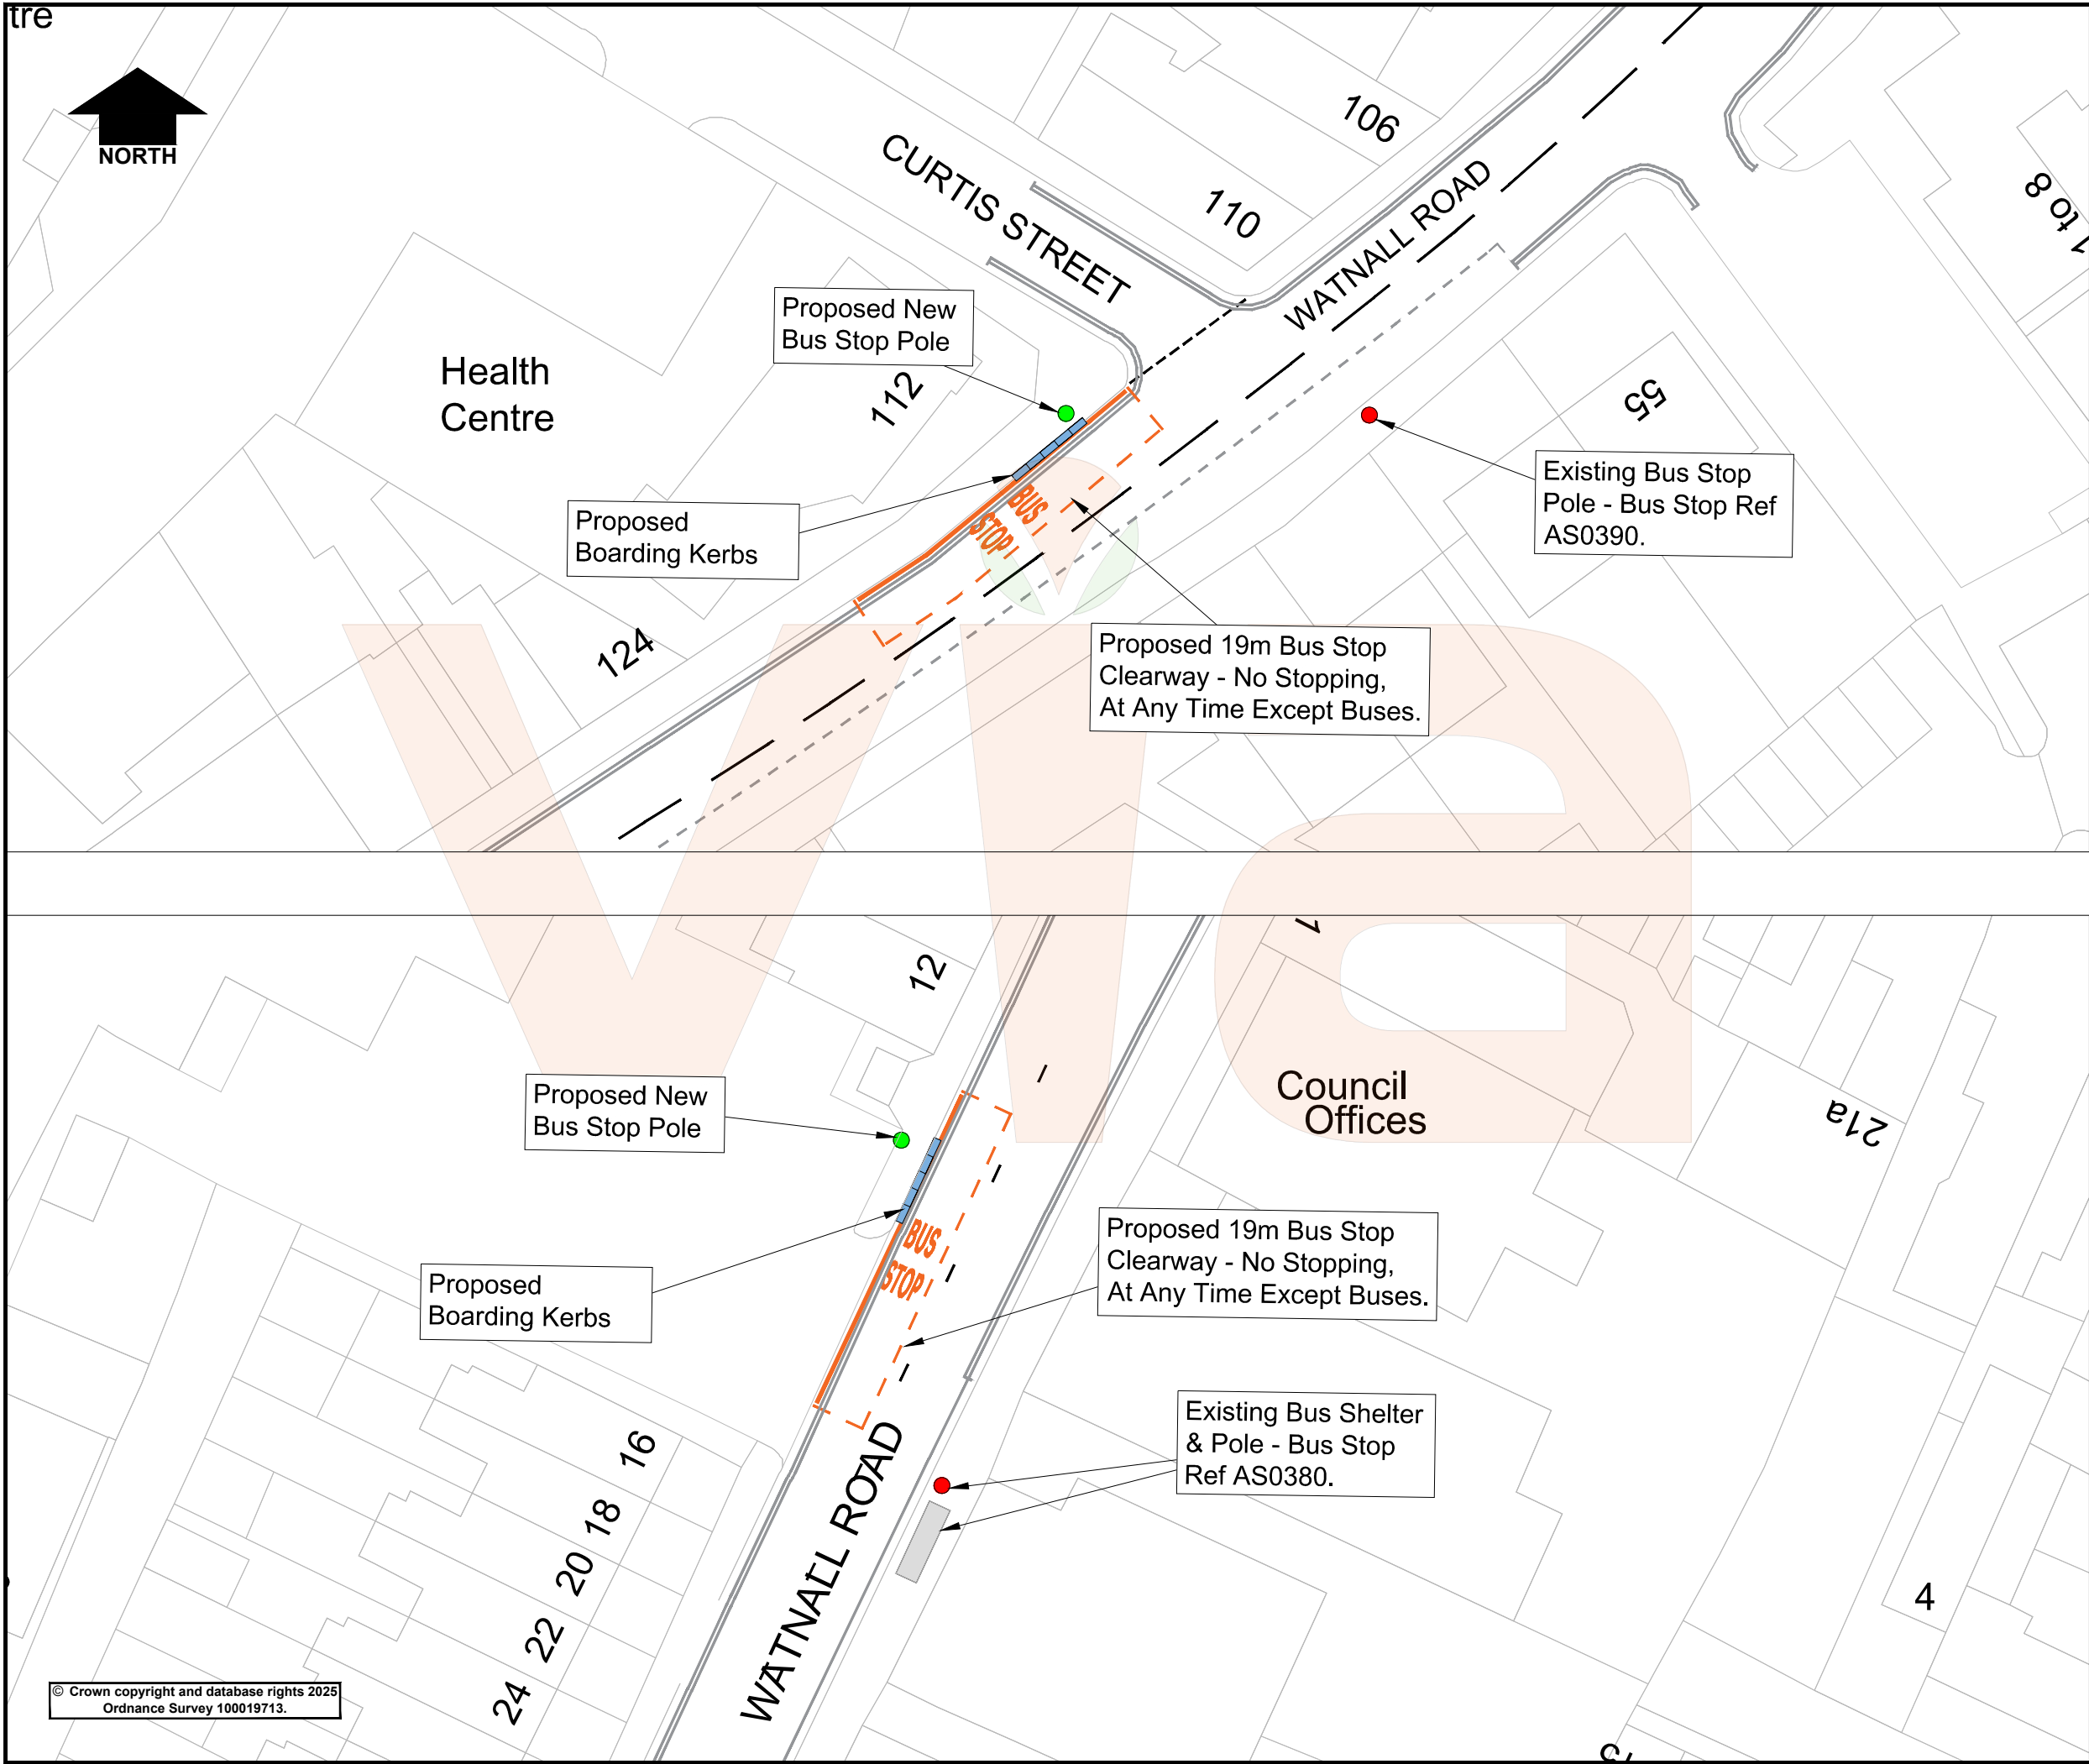 tre
NORTH
106
CURTIS STREET
110
WATNALL ROAD
1 to 8
Proposed New
Bus Stop Pole
Health
Centre
112
55
Existing Bus Stop
Pole - Bus Stop Ref
AS0390.
Proposed
Boarding Kerbs
BUS
STOP
124
Proposed 19m Bus Stop
Clearway - No Stopping,
At Any Time Except Buses.
via
1
12
Council
Offices
21a
Proposed New
Bus Stop Pole
BUS
STOP
Proposed 19m Bus Stop
Clearway - No Stopping,
At Any Time Except Buses.
Proposed
Boarding Kerbs
Existing Bus Shelter
& Pole - Bus Stop
Ref AS0380.
16
18
20
22
24
WATNALL ROAD
4
© Crown copyright and database rights 2025
Ordnance Survey 100019713.